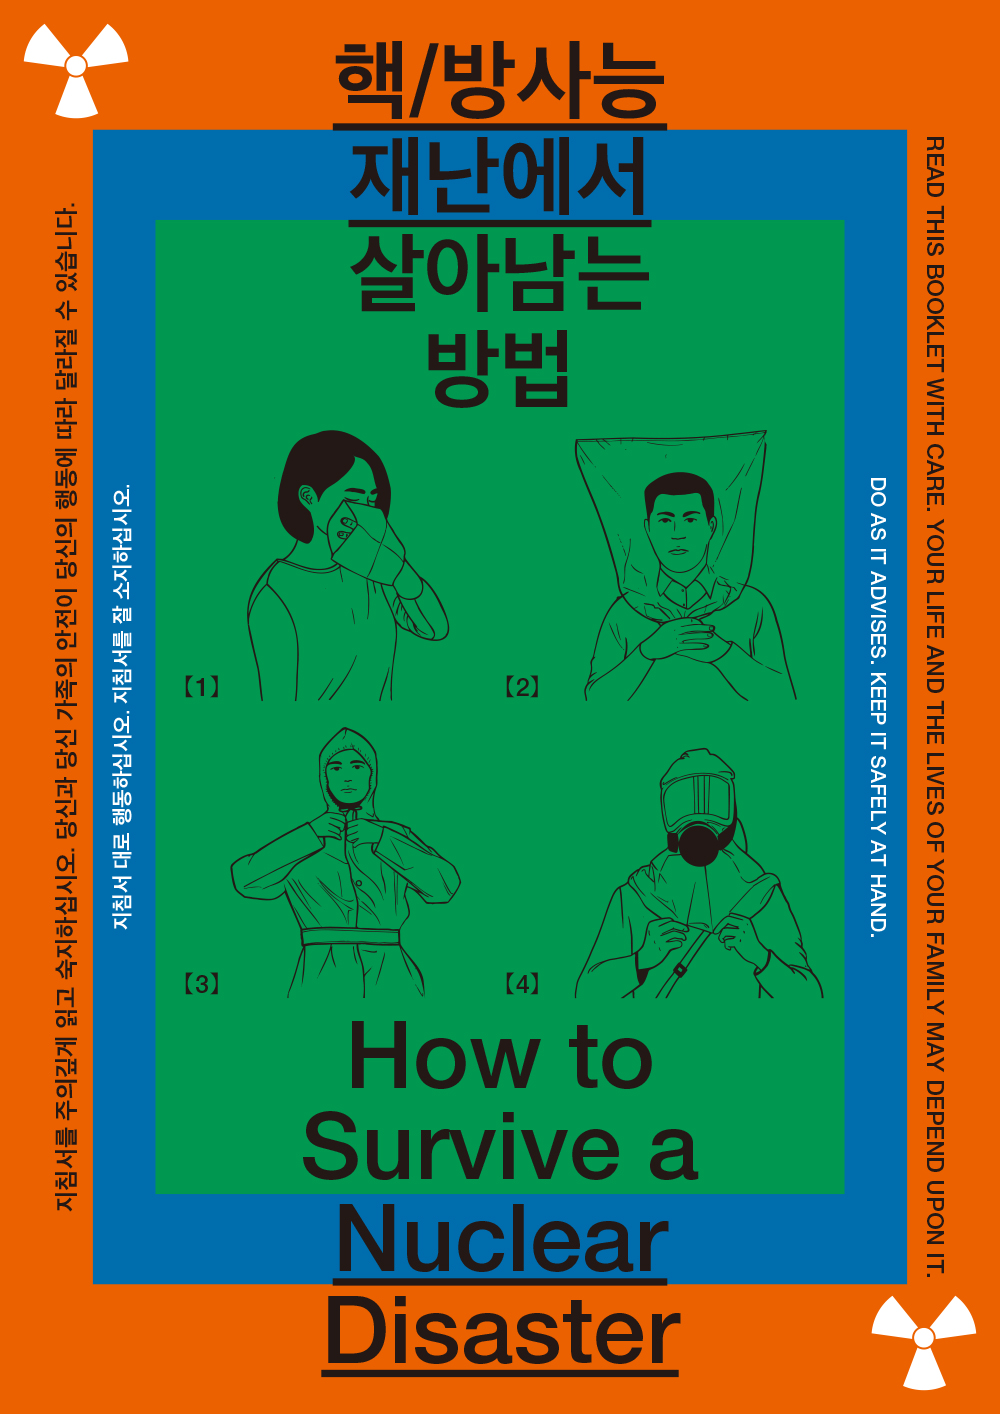 핵/방사능
재난에서
살아남는
방법
지침서를 주의깊게 읽고 숙지하십시오. 당신과 당신 가족의 안전이 당신의 행동에 따라 달라질 수 있습니다.
지침서 대로 행동하십시오. 지침서를 잘 소지하십시오.
READ THIS BOOKLET WITH CARE. YOUR LIFE AND THE LIVES OF YOUR FAMILY MAY DEPEND UPON IT.
DO AS IT ADVISES. KEEP IT SAFELY AT HAND.
【1】
【2】
【3】
【4】
How to
Survive a
Nuclear
Disaster